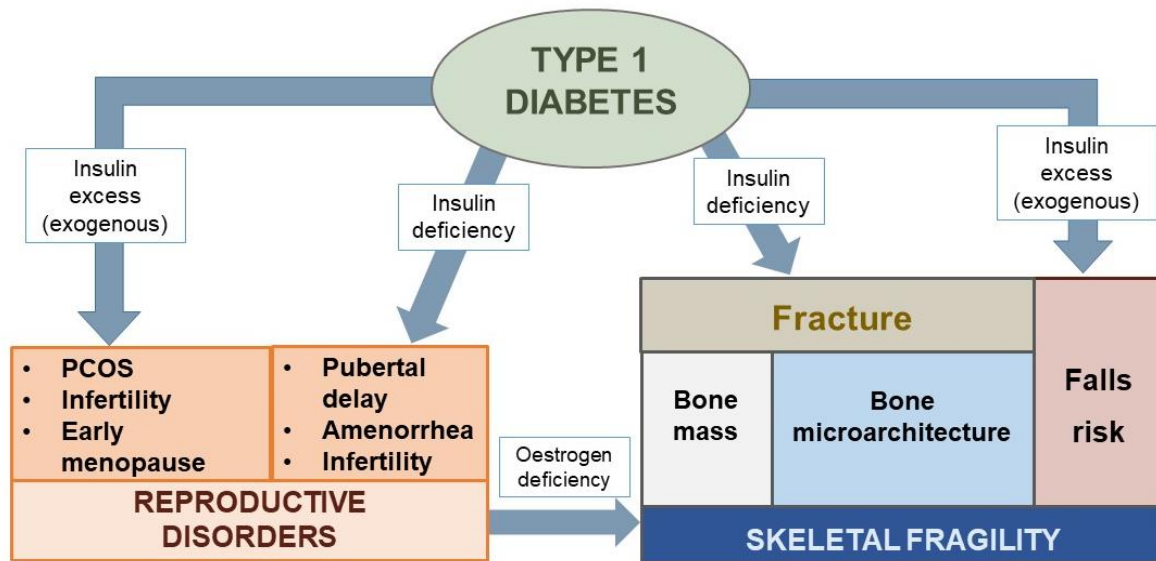 TYPE 1
DIABETES
Insulin
excess
(exogenous)
Insulin
deficiency
Insulin
deficiency
Insulin
excess
(exogenous)
• PCOS
• Infertility
• Early
menopause
• Pubertal
delay
• Amenorrhea
• Infertility
REPRODUCTIVE
DISORDERS
Oestrogen
deficiency
Fracture
Bone
mass
Bone
microarchitecture
Falls
risk
SKELETAL FRAGILITY